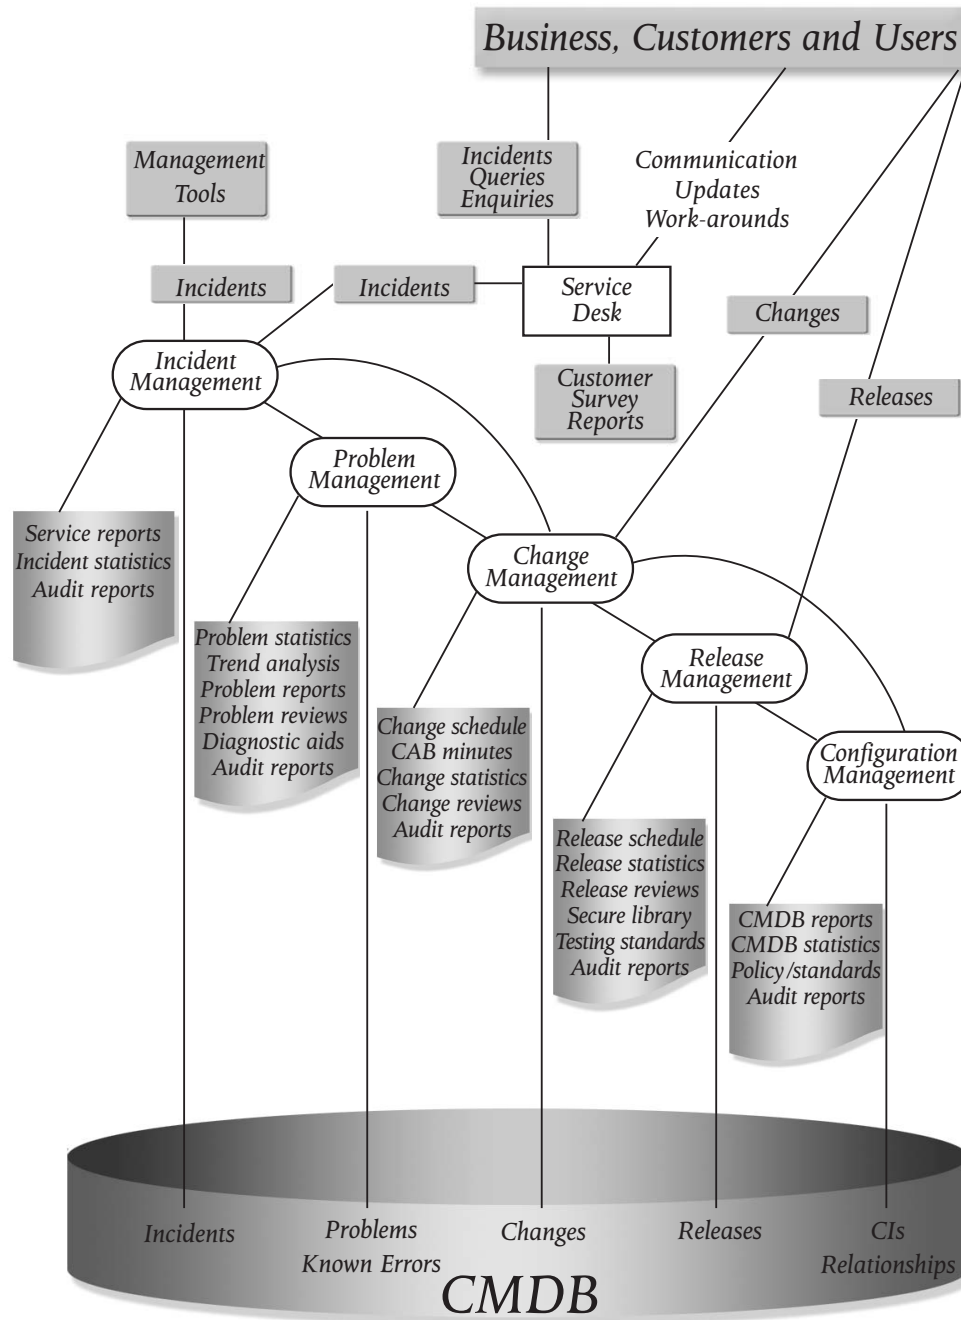 Business, Customers and Users
Management
Tools
Incidents
Queries
Enquiries
Communication
Updates
Work-arounds
Incidents
Incidents
Service
Desk
Changes
Incident
Management
Customer
Survey
Reports
Releases
Problem
Management
Service reports
Incident statistics
Audit reports
Change
Management
Problem statistics
Trend analysis
Problem reports
Problem reviews
Diagnostic aids
Audit reports
Release
Management
Change schedule
CAB minutes
Change statistics
Change reviews
Audit reports
Configuration
Management
Release schedule
Release statistics
Release reviews
Secure library
Testing standards
Audit reports
CMDB reports
CMDB statistics
Policy/standards
Audit reports
Incidents
Problems
Known Errors
Changes
Releases
CIs
Relationships
CMDB